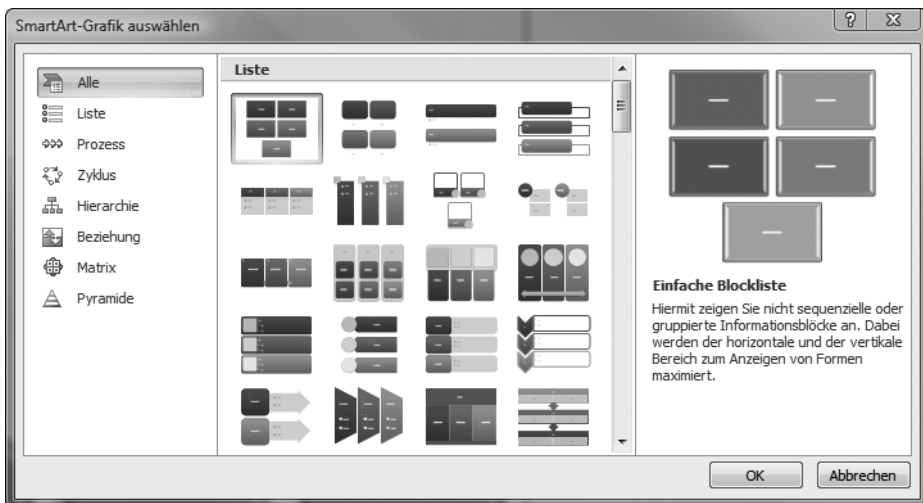 SmartArt-Grafik auswählen
Alle
Liste
Prozess
Zyklus
Hierarchie
Beziehung
Matrix
Pyramide
Liste
Einfache Blockliste
Hiermit zeigen Sie nicht sequenzielle oder
gruppierte Informationsblöcke an. Dabei
werden der horizontale und der vertikale
Bereich zum Anzeigen von Formen
maximiert.
OK
Abbrechen